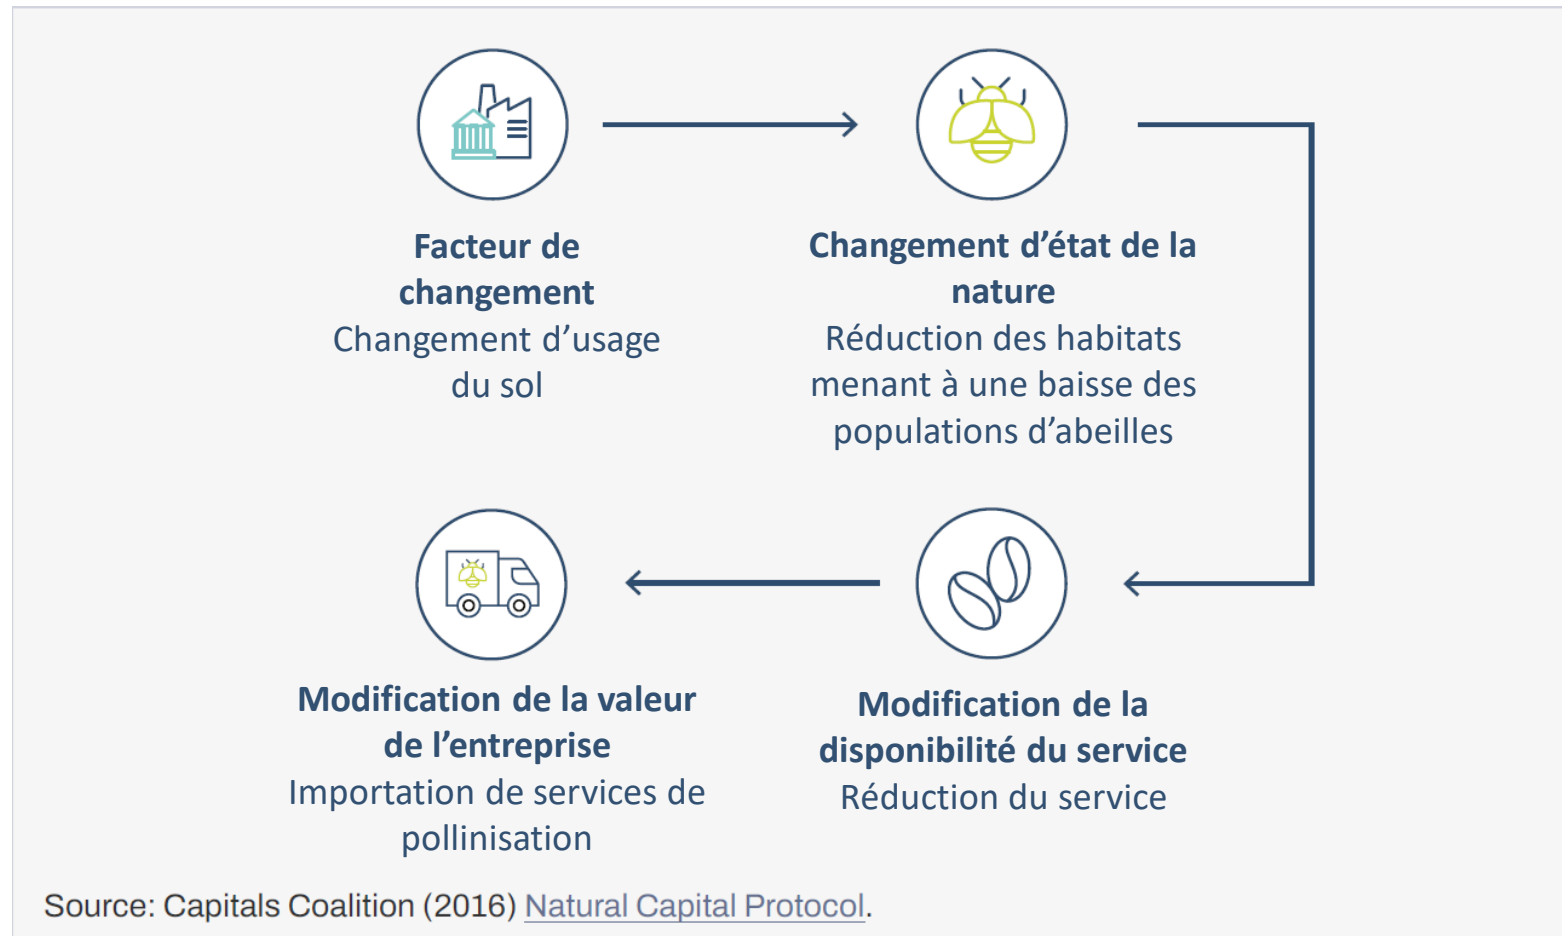 Facteur de
changement
Changement d’usage
du sol
Changement d’état de la
nature
Réduction des habitats
menant à une baisse des
populations d’abeilles
Modification de la valeur
de l’entreprise
Importation de services de
pollinisation
Modification de la
disponibilité du service
Réduction du service
Source: Capitals Coalition (2016) Natural Capital Protocol.